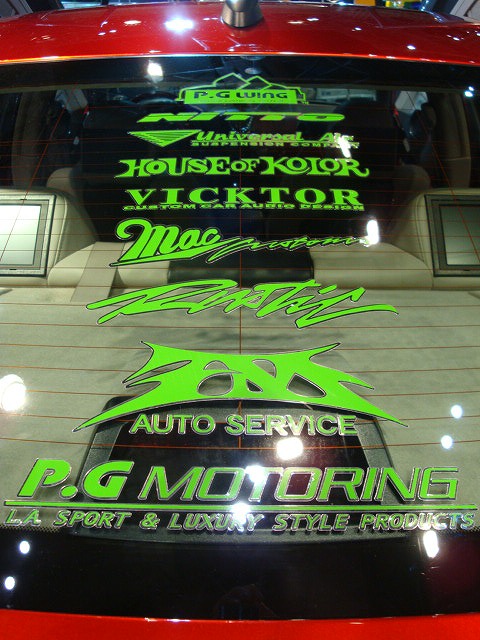 P.G WING
NITTO
Universal Air
SUSPENSION COMPANY
HOUSE OF KOLOR
VICKTOR
CUSTOM CAR AUDIO DESIGN
Mac Customs
AUTO SERVICE
P.G MOTORING
L.A SPORT & LUXURY STYLE PRODUCTS